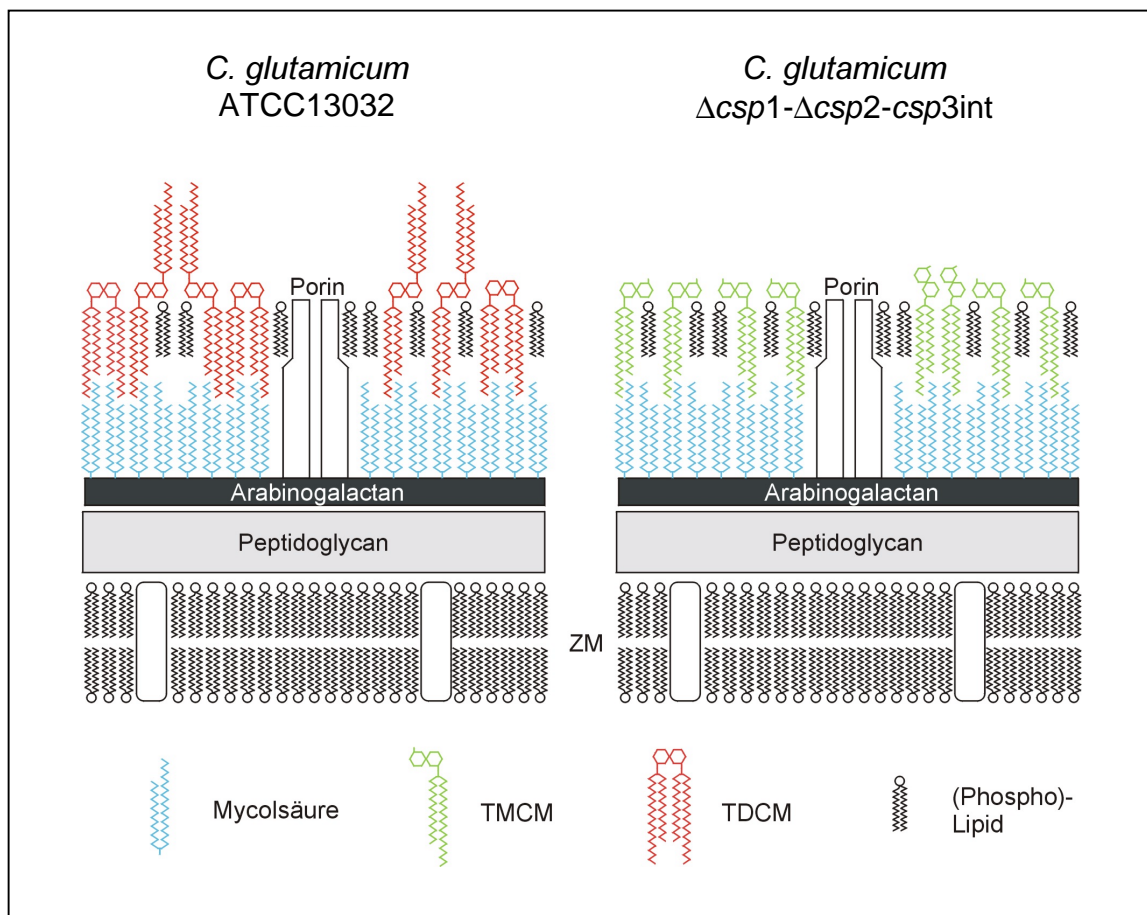 C. glutamicum
ATCC13032
C. glutamicum
Δcsp1-Δcsp2-csp3int
Porin
Porin
Arabinogalactan
Arabinogalactan
Peptidoglycan
Peptidoglycan
ZM
Mycolsäure
TMCM
TDCM
(Phospho)-
Lipid